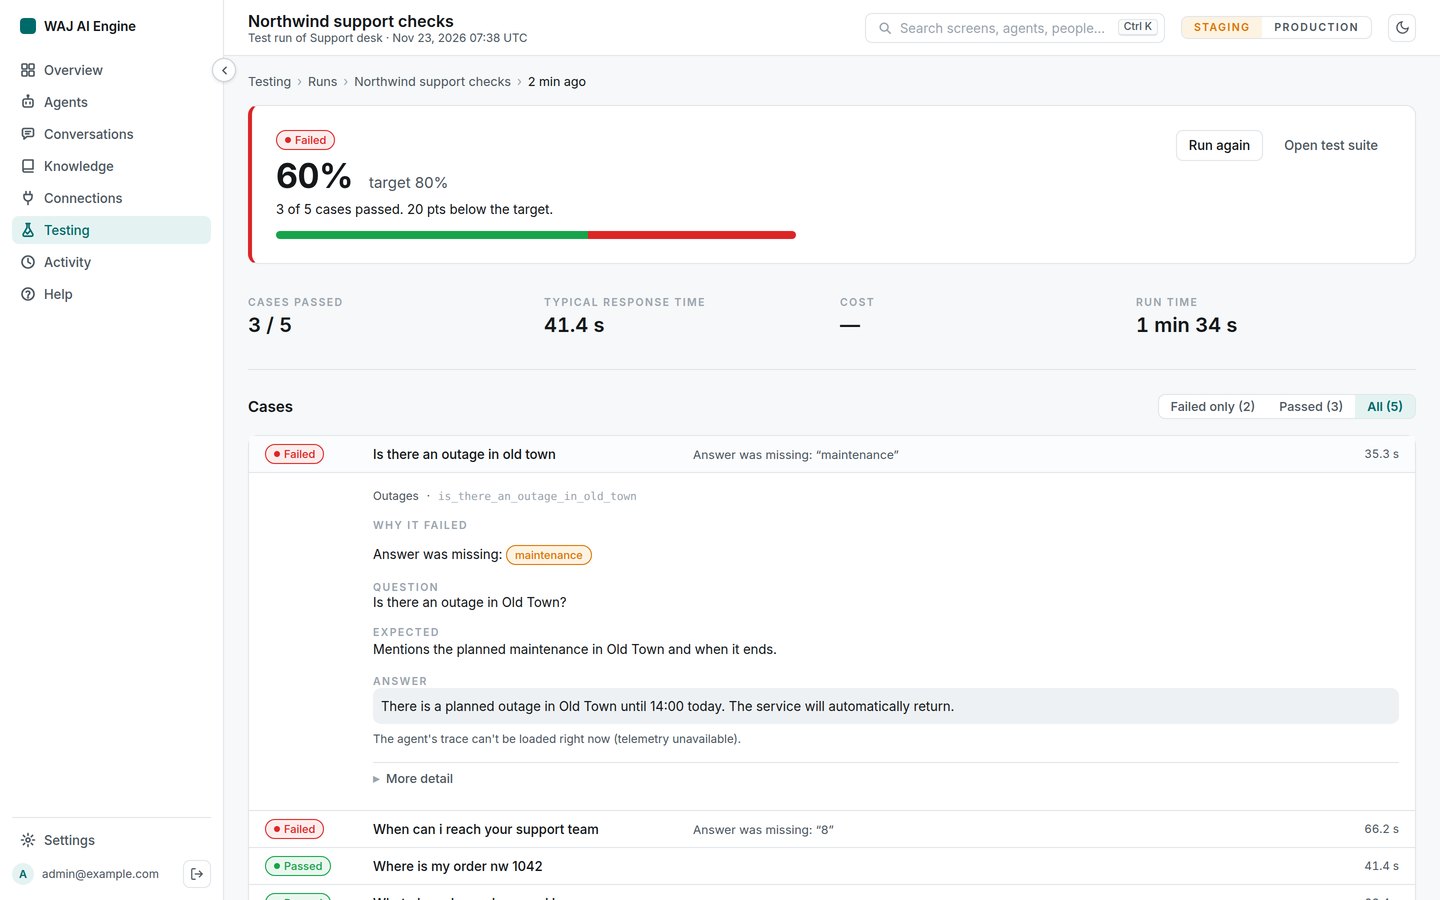 WAJ AI Engine
Overview
Agents
Conversations
Knowledge
Connections
Testing
Activity
Help
Settings
A admin@example.com
Northwind support checks
Test run of Support desk · Nov 23, 2026 07:38 UTC
Search screens, agents, people... Ctrl K
STAGING PRODUCTION
Testing › Runs › Northwind support checks › 2 min ago
Failed
60% target 80%
3 of 5 cases passed. 20 pts below the target.
Run again Open test suite
CASES PASSED
3 / 5
TYPICAL RESPONSE TIME
41.4 s
COST
—
RUN TIME
1 min 34 s
Cases
Failed only (2) Passed (3) All (5)
Failed Is there an outage in old town Answer was missing: “maintenance” 35.3 s
Outages · is_there_an_outage_in_old_town
WHY IT FAILED
Answer was missing: maintenance
QUESTION
Is there an outage in Old Town?
EXPECTED
Mentions the planned maintenance in Old Town and when it ends.
ANSWER
There is a planned outage in Old Town until 14:00 today. The service will automatically return.
The agent's trace can't be loaded right now (telemetry unavailable).
▸ More detail
Failed When can i reach your support team Answer was missing: “8” 66.2 s
Passed Where is my order nw 1042 41.4 s